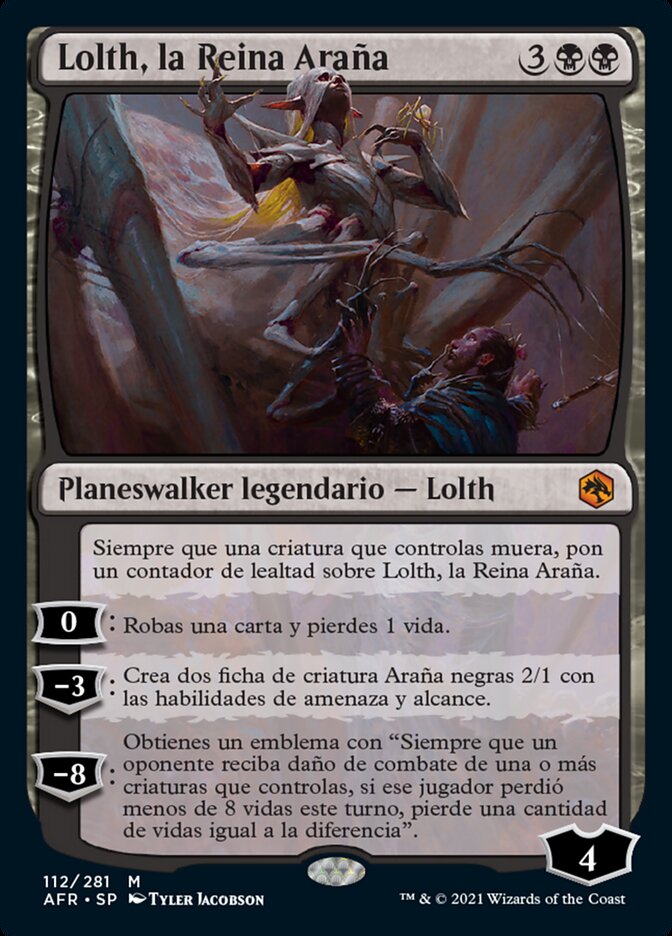 Lolth, la Reina Araña 3
Planeswalker legendario — Lolth
Siempre que una criatura que controlas muera, pon
un contador de lealtad sobre Lolth, la Reina Araña.
0 : Robas una carta y pierdes 1 vida.
−3 : Crea dos ficha de criatura Araña negras 2/1 con
las habilidades de amenaza y alcance.
−8 : Obtienes un emblema con “Siempre que un
oponente reciba daño de combate de una o más
criaturas que controlas, si ese jugador perdió
menos de 8 vidas este turno, pierde una cantidad
de vidas igual a la diferencia”.
4
112/281 M
AFR • SP Tyler Jacobson
™ & © 2021 Wizards of the Coast